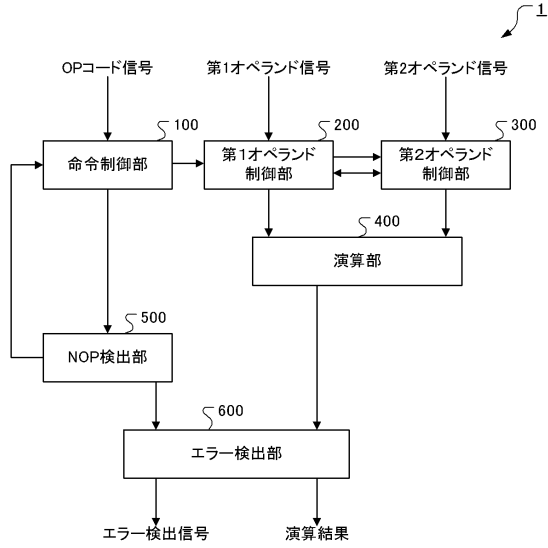 1
OPコード信号
第1オペランド信号
第2オペランド信号
100
200
300
命令制御部
第1オペランド
制御部
第2オペランド
制御部
400
演算部
500
NOP検出部
600
エラー検出部
エラー検出信号
演算結果